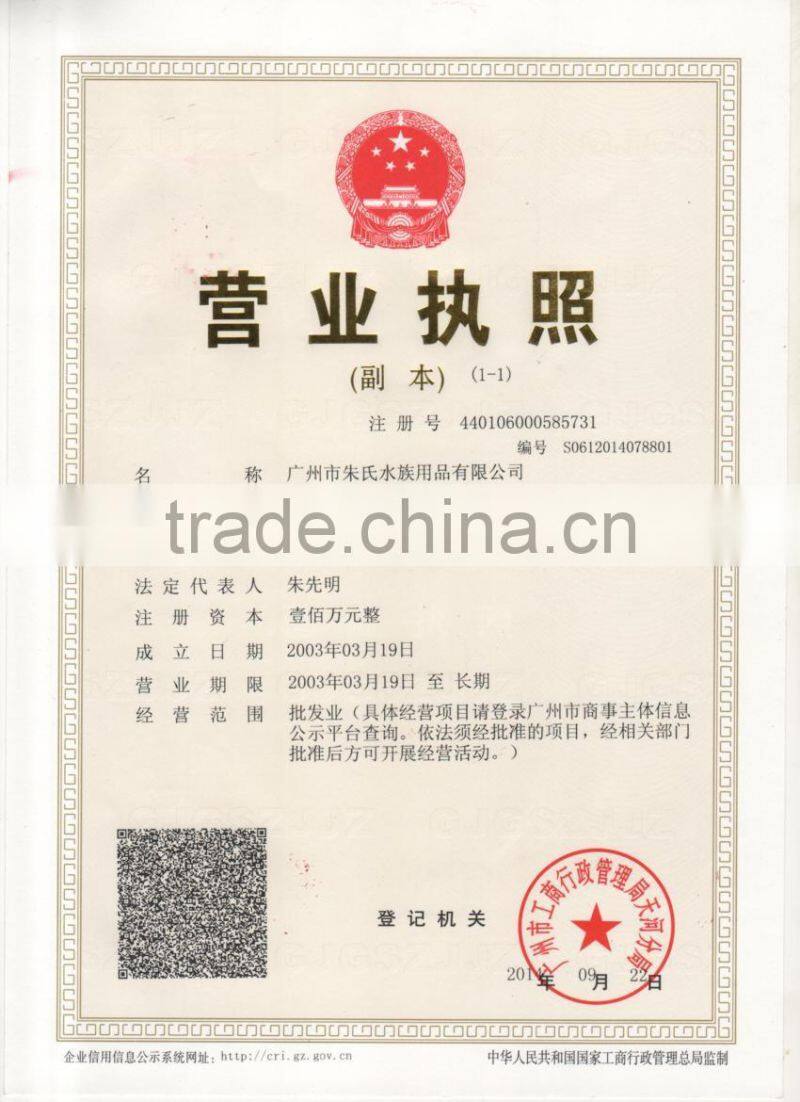 营业执照
(副 本) (1-1)
注 册 号 440106000585731
编号 S0612014078801
名 称 广州市朱氏水族用品有限公司
trade.china.cn
法定代表人 朱先明
注 册 资 本 壹佰万元整
成 立 日 期 2003年03月19日
营 业 期 限 2003年03月19日 至 长期
经 营 范 围 批发业（具体经营项目请登录广州市商事主体信息
公示平台查询。依法须经批准的项目，经相关部门
批准后方可开展经营活动。）
登 记 机 关
广州市工商行政管理局天河分局
2014年 09月 22日
企业信用信息公示系统网址：http://cri.gz.gov.cn
中华人民共和国国家工商行政管理总局监制